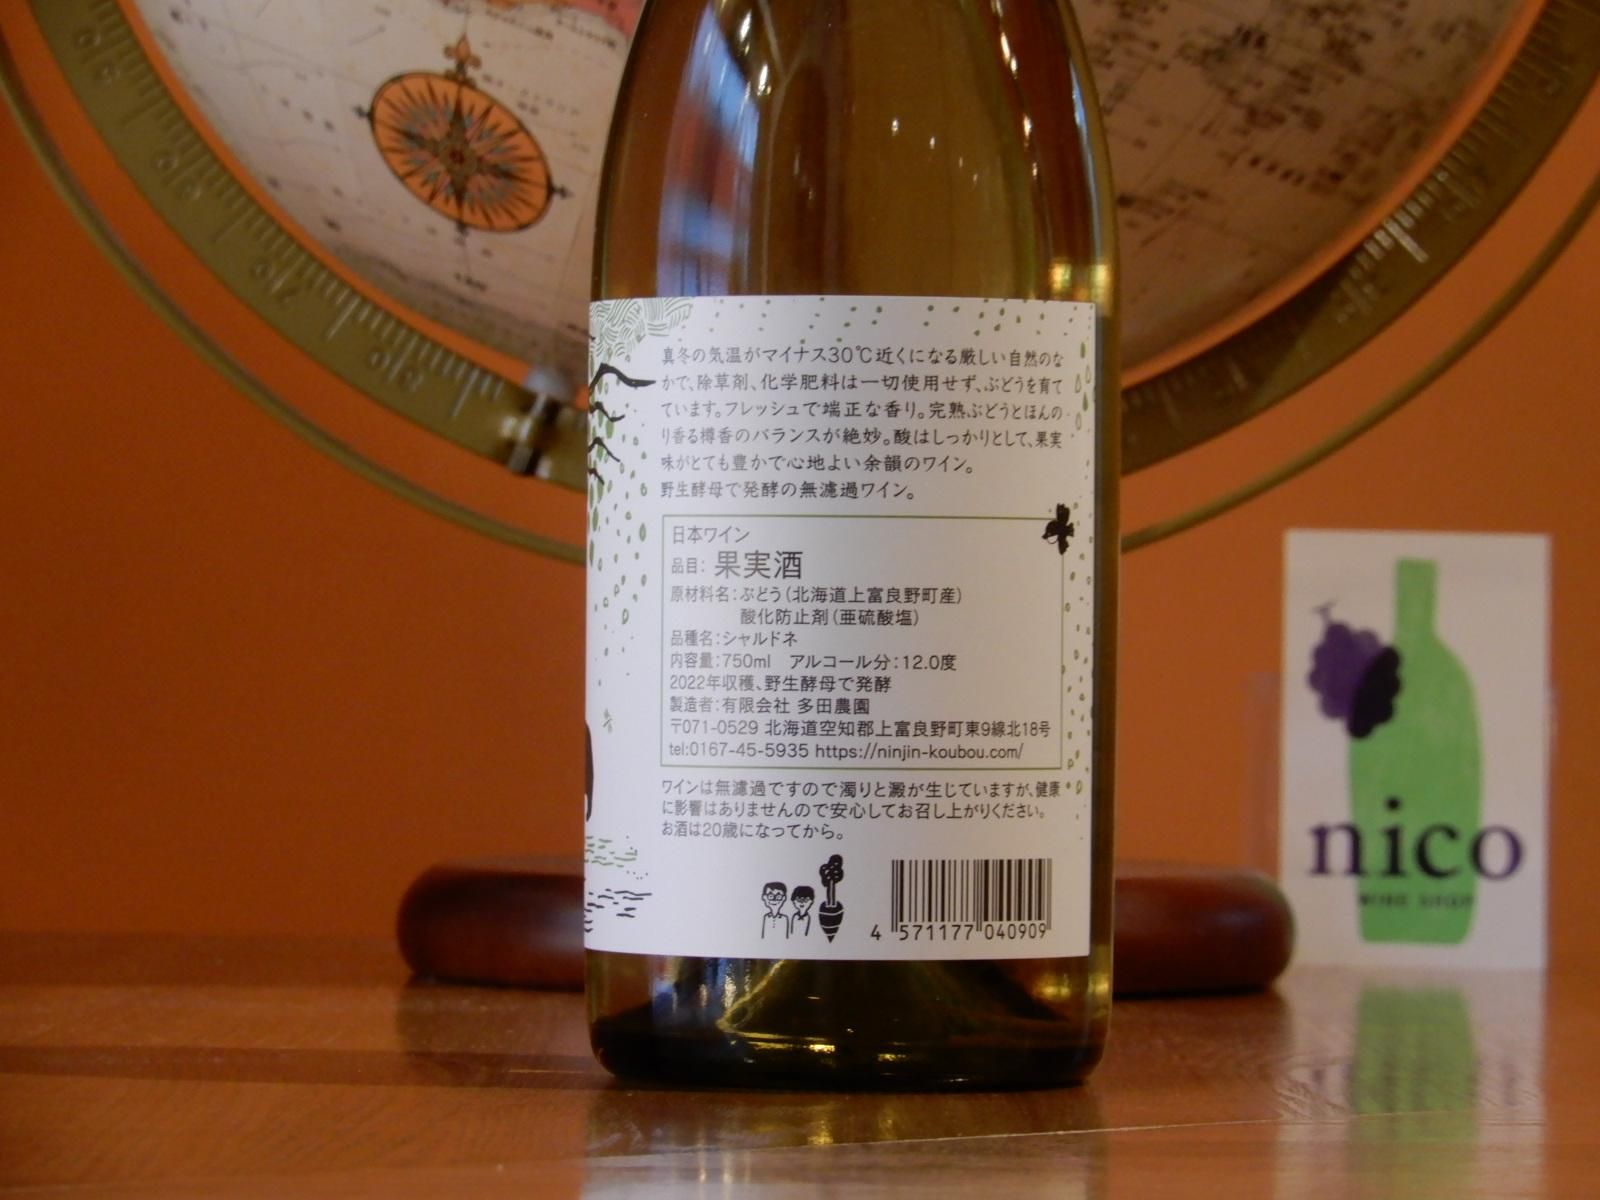 真冬の気温がマイナス30℃近くになる厳しい自然のな
かで、除草剤、化学肥料は一切使用せず、ぶどうを育て
ています。フレッシュで端正な香り。完熟ぶどうとほんの
り香る樽香のバランスが絶妙。酸はしっかりとして、果実
味がとても豊かで心地よい余韻のワイン。
野生酵母で発酵の無濾過ワイン。
日本ワイン
品目: 果実酒
原材料名:ぶどう(北海道上富良野町産)
酸化防止剤(亜硫酸塩)
品種名:シャルドネ
内容量:750ml アルコール分:12.0度
2022年収穫、野生酵母で発酵
製造者:有限会社 多田農園
〒071-0529 北海道空知郡上富良野町東9線北18号
tel:0167-45-5935 https://ninjin-koubou.com/
ワインは無濾過ですので濁りと澱が生じていますが、健康
に影響はありませんので安心してお召し上がりください。
お酒は20歳になってから。
4 571177 040909
nico
WINE SHOP